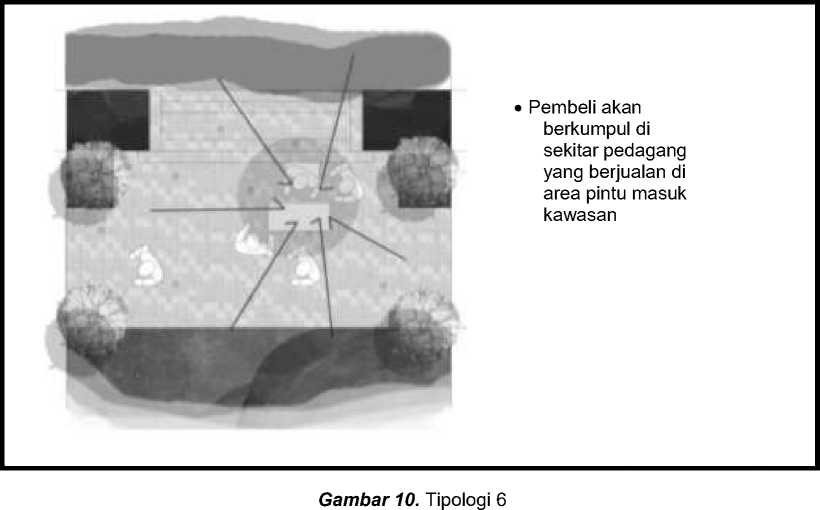 • Pembeli akan
berkumpul di
sekitar pedagang
yang berjualan di
area pintu masuk
kawasan
Gambar 10. Tipologi 6